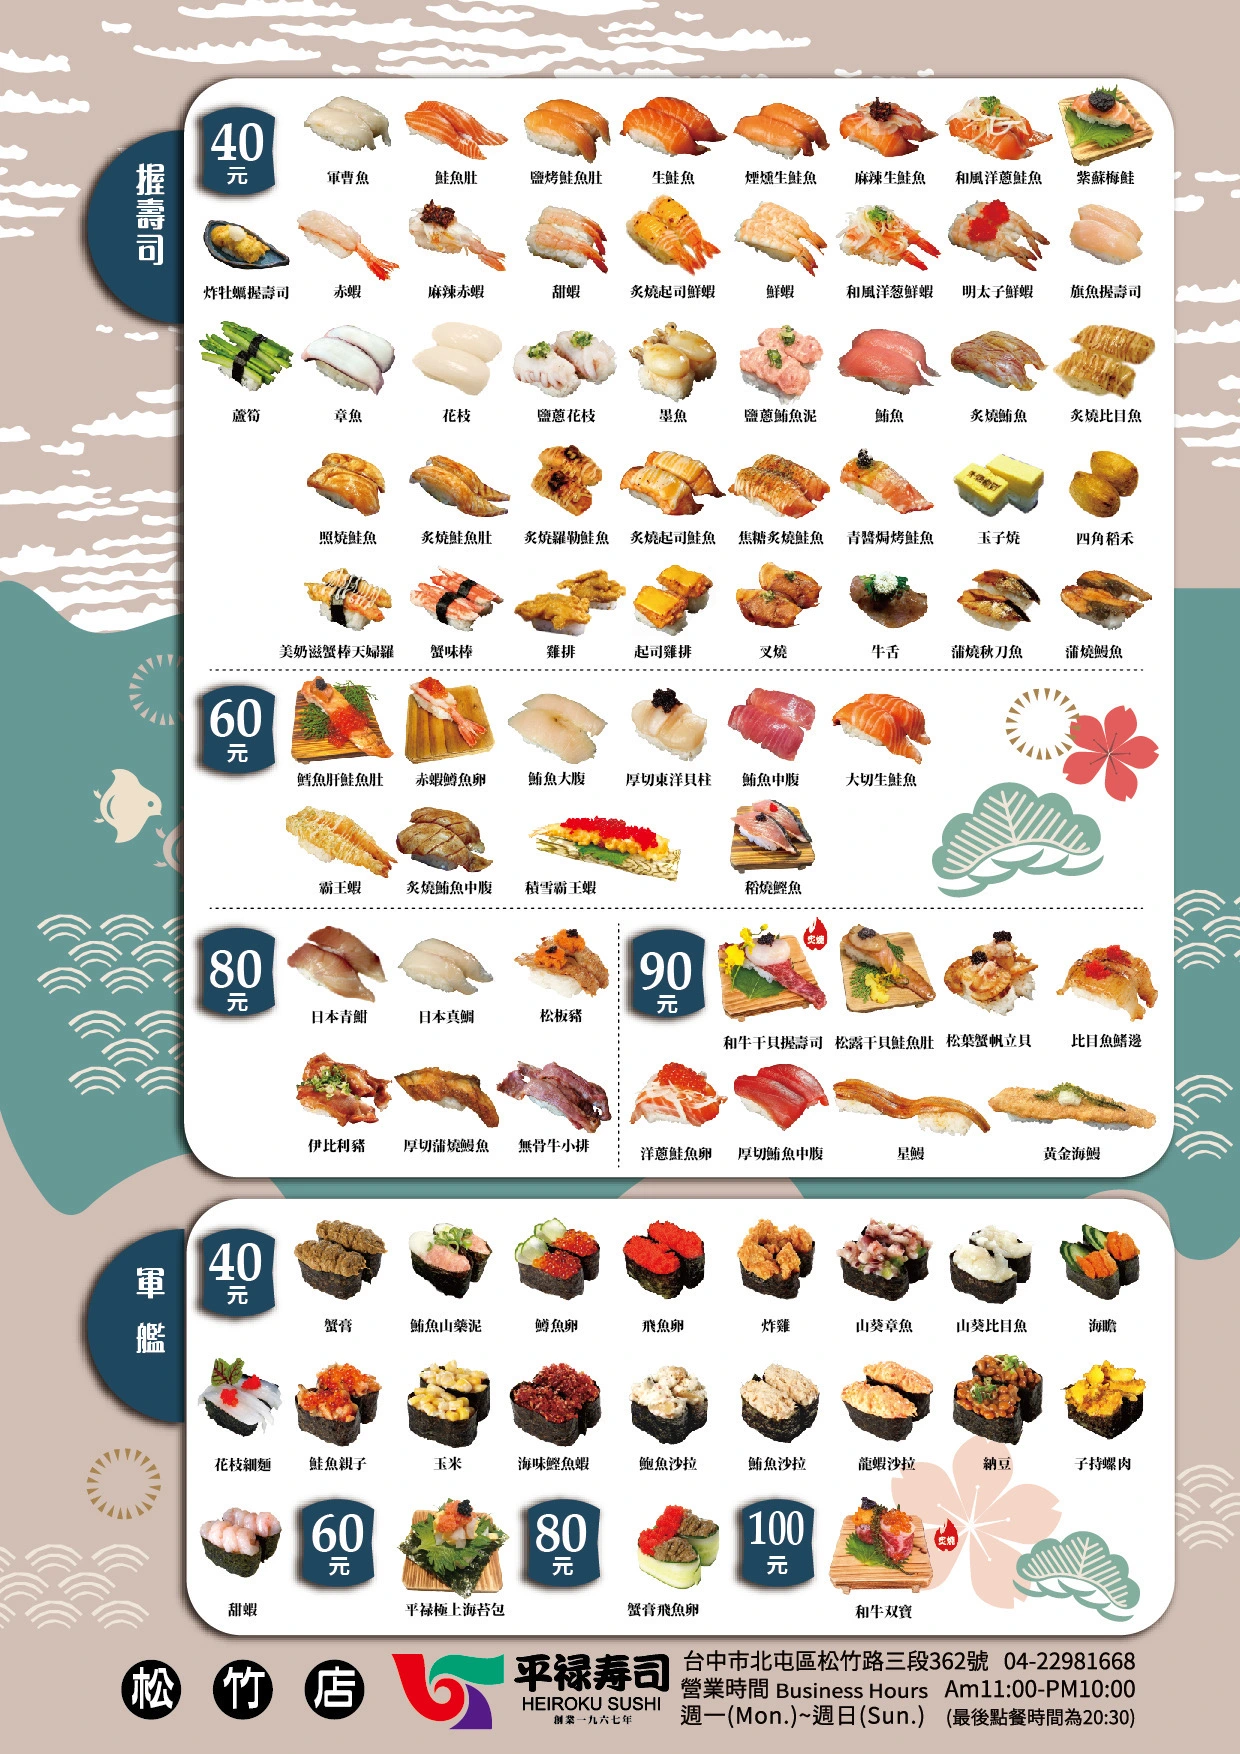 握壽司
40元
軍曹魚 鮭魚肚 鹽烤鮭魚肚 生鮭魚 煙燻生鮭魚 麻辣生鮭魚 和風洋蔥鮭魚 紫蘇梅鮭
炸牡蠣握壽司 赤蝦 麻辣赤蝦 甜蝦 炙燒起司鮮蝦 鮮蝦 和風洋蔥鮮蝦 明太子鮮蝦 旗魚握壽司
蘆筍 章魚 花枝 鹽蔥花枝 墨魚 鹽蔥鮪魚泥 鮪魚 炙燒鮪魚 炙燒比目魚
照燒鮭魚 炙燒鮭魚肚 炙燒羅勒鮭魚 炙燒起司鮭魚 焦糖炙燒鮭魚 青醬焗烤鮭魚 玉子燒 四角稻禾
美奶滋蟹棒天婦羅 蟹味棒 雞排 起司雞排 叉燒 牛舌 蒲燒秋刀魚 蒲燒鰻魚
60元
鱈魚肝鮭魚肚 赤蝦鱒魚卵 鮪魚大腹 厚切東洋貝柱 鮪魚中腹 大切生鮭魚
霸王蝦 炙燒鮪魚中腹 積雪霸王蝦 稻燒鰹魚
80元
日本青魽 日本真鯛 松板豬
伊比利豬 厚切蒲燒鰻魚 無骨牛小排
90元
炙燒
和牛干貝握壽司 松露干貝鮭魚肚 松葉蟹帆立貝 比目魚鰭邊
洋蔥鮭魚卵 厚切鮪魚中腹 星鰻 黃金海鰻
軍艦
40元
蟹膏 鮪魚山藥泥 鱒魚卵 飛魚卵 炸雞 山葵章魚 山葵比目魚 海瞻
花枝細麵 鮭魚親子 玉米 海味鰹魚蝦 鮑魚沙拉 鮪魚沙拉 龍蝦沙拉 納豆 子持螺肉
甜蝦
60元
平禄極上海苔包
80元
蟹膏飛魚卵
100元
和牛双寶
炙燒
松竹店
平禄寿司
HEIROKU SUSHI
創業一九六七年
台中市北屯區松竹路三段362號 04-22981668
營業時間 Business Hours Am11:00-PM10:00
週一(Mon.)~週日(Sun.) (最後點餐時間為20:30)